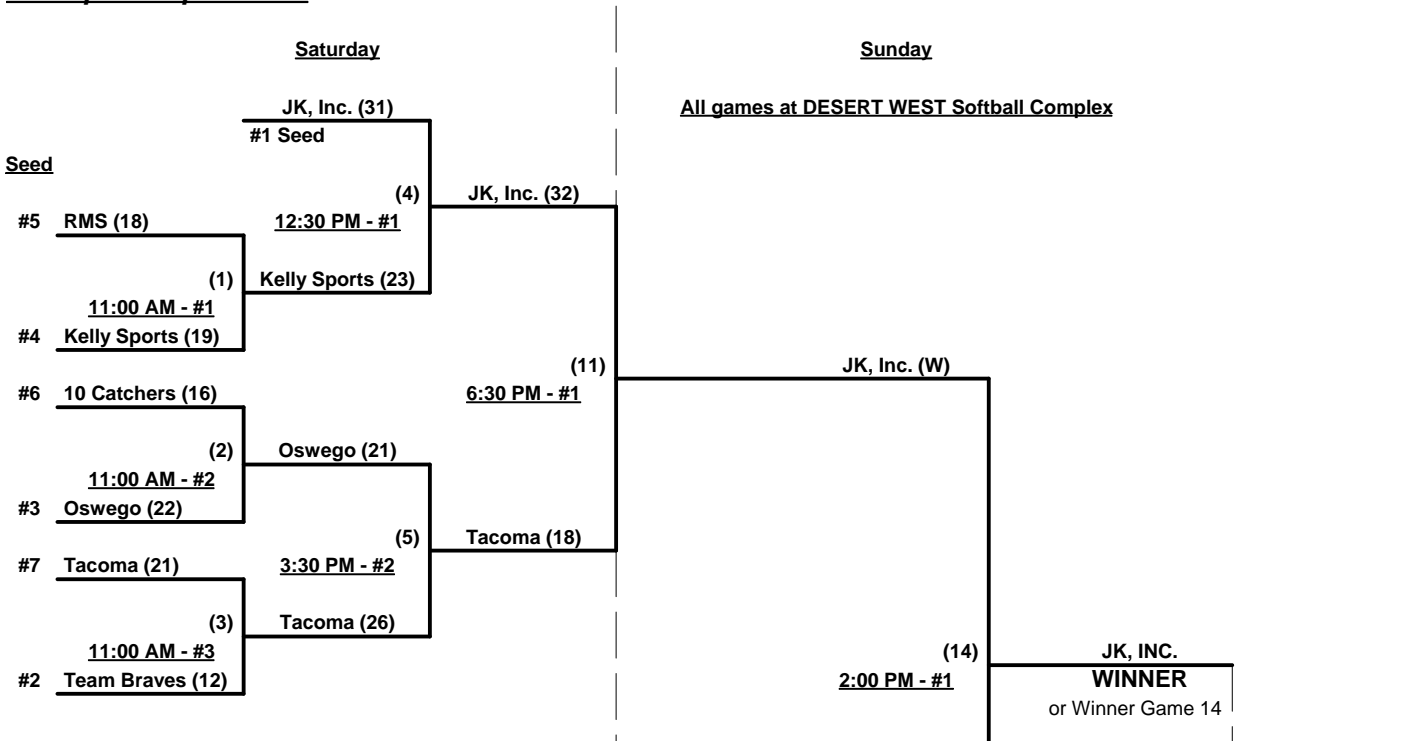 Saturday
Sunday
JK, Inc. (31)
All games at DESERT WEST Softball Complex
#1 Seed
Seed
(4)
JK, Inc. (32)
#5 RMS (18)
12:30 PM - #1
(1)
Kelly Sports (23)
11:00 AM - #1
#4 Kelly Sports (19)
(11)
JK, Inc. (W)
#6 10 Catchers (16)
6:30 PM - #1
(2)
Oswego (21)
11:00 AM - #2
#3 Oswego (22)
(5)
Tacoma (18)
#7 Tacoma (21)
3:30 PM - #2
(3)
Tacoma (26)
11:00 AM - #3
(14)
JK, INC.
#2 Team Braves (12)
2:00 PM - #1
WINNER
or Winner Game 14